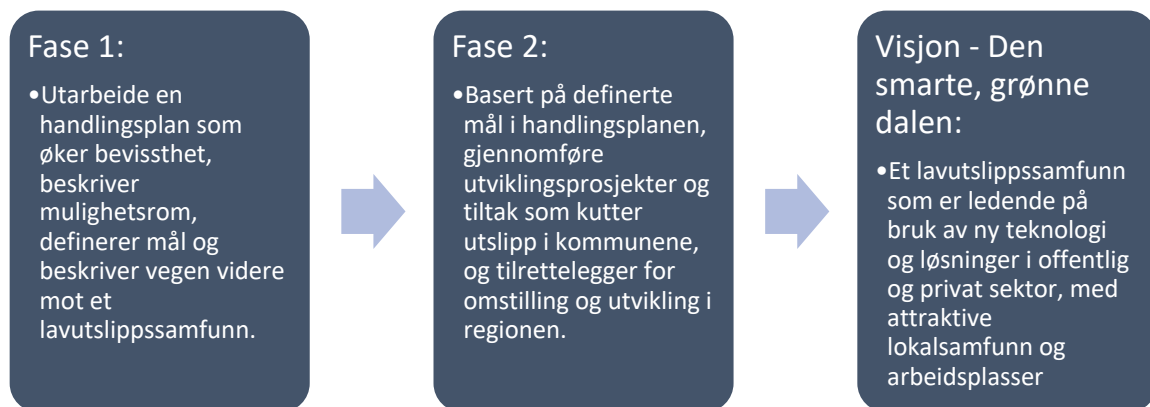 Fase 1:
•Utarbeide en
handlingsplan som
øker bevissthet,
beskriver
mulighetsrom,
definerer mål og
beskriver vegen videre
mot et
lavutslippssamfunn.
Fase 2:
•Basert på definerte
mål i handlingsplanen,
gjennomføre
utviklingsprosjekter og
tiltak som kutter
utslipp i kommunene,
og tilrettelegger for
omstilling og utvikling i
regionen.
Visjon - Den
smarte, grønne
dalen:
•Et lavutslippssamfunn
som er ledende på
bruk av ny teknologi
og løsninger i offentlig
og privat sektor, med
attraktive
lokalsamfunn og
arbeidsplasser